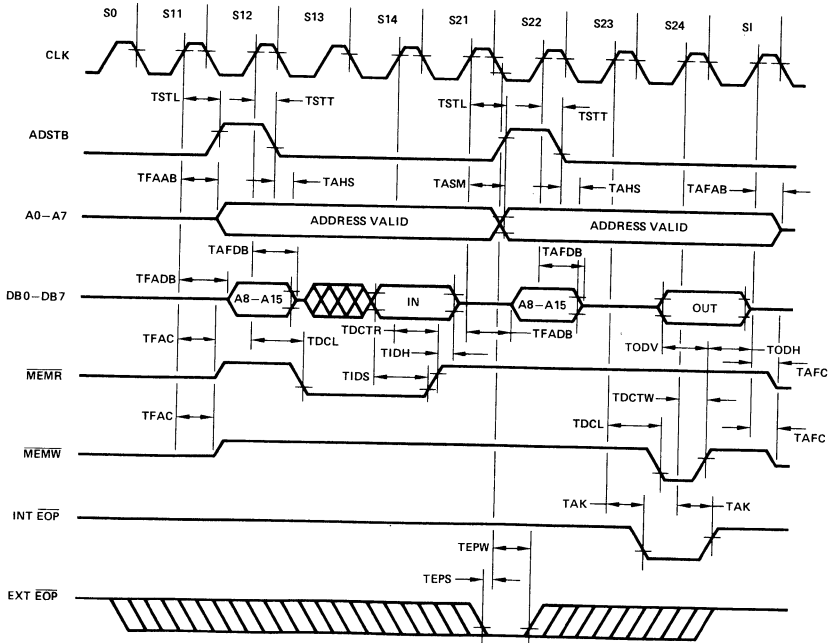 S0 S11 S12 S13 S14 S21 S22 S23 S24 SI
CLK
TSTL TSTT TSTL TSTT
ADSTB
TFAAB TAHS TASM TAHS TAFAB
A0–A7 ADDRESS VALID ADDRESS VALID
TAFDB TAFDB
TFADB
DB0–DB7 A8–A15 IN A8–A15 OUT
TFAC TDCL TDCTR TFADB
TIDH TODV TODH
MEMR TIDS TAFC
TDCTW
TFAC TDCL
TAFC
MEMW
TAK TAK
INT EOP
TEPW
TEPS
EXT EOP